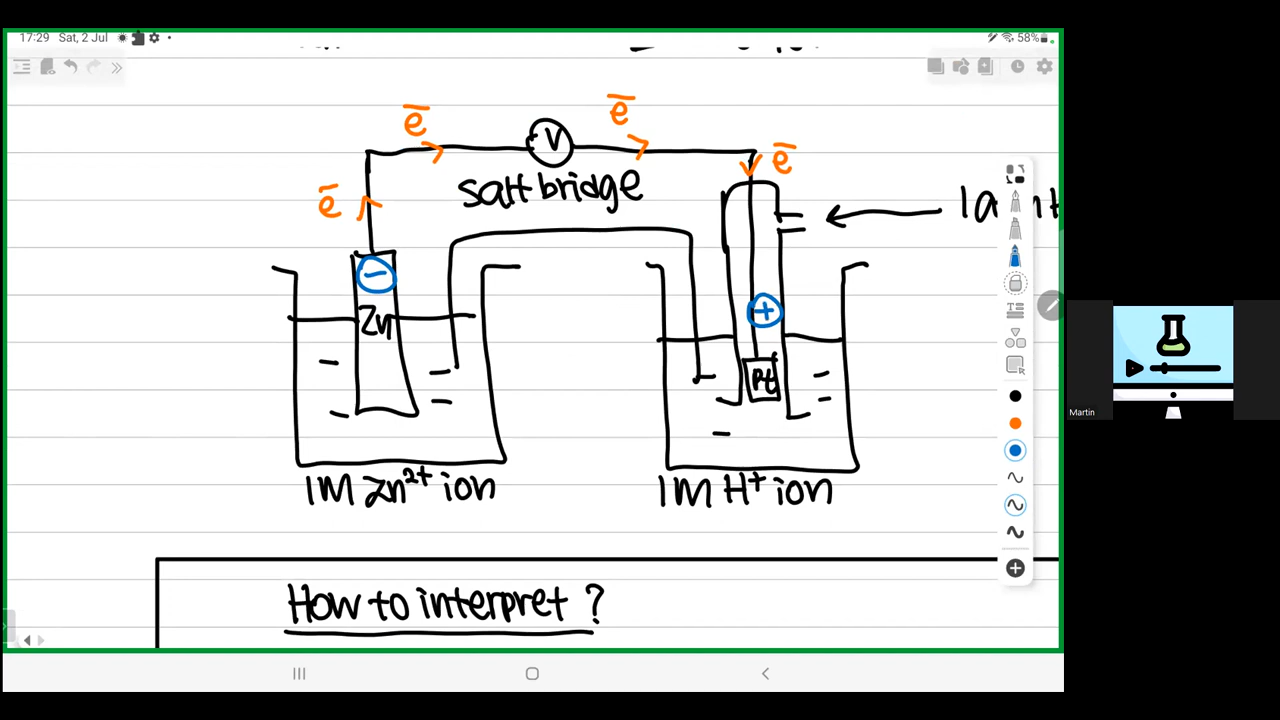 17:29 Sat, 2 Jul
58%
e̅
e̅
V
e̅
salt bridge
e̅
−
Zn
+
Pt
1M Zn²⁺ ion
1M H⁺ ion
How to interpret ?
Martin